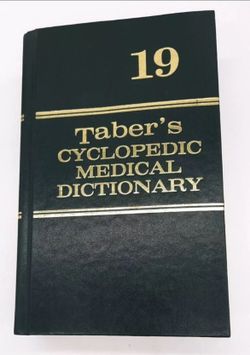 19
Taber's
CYCLOPEDIC
MEDICAL
DICTIONARY